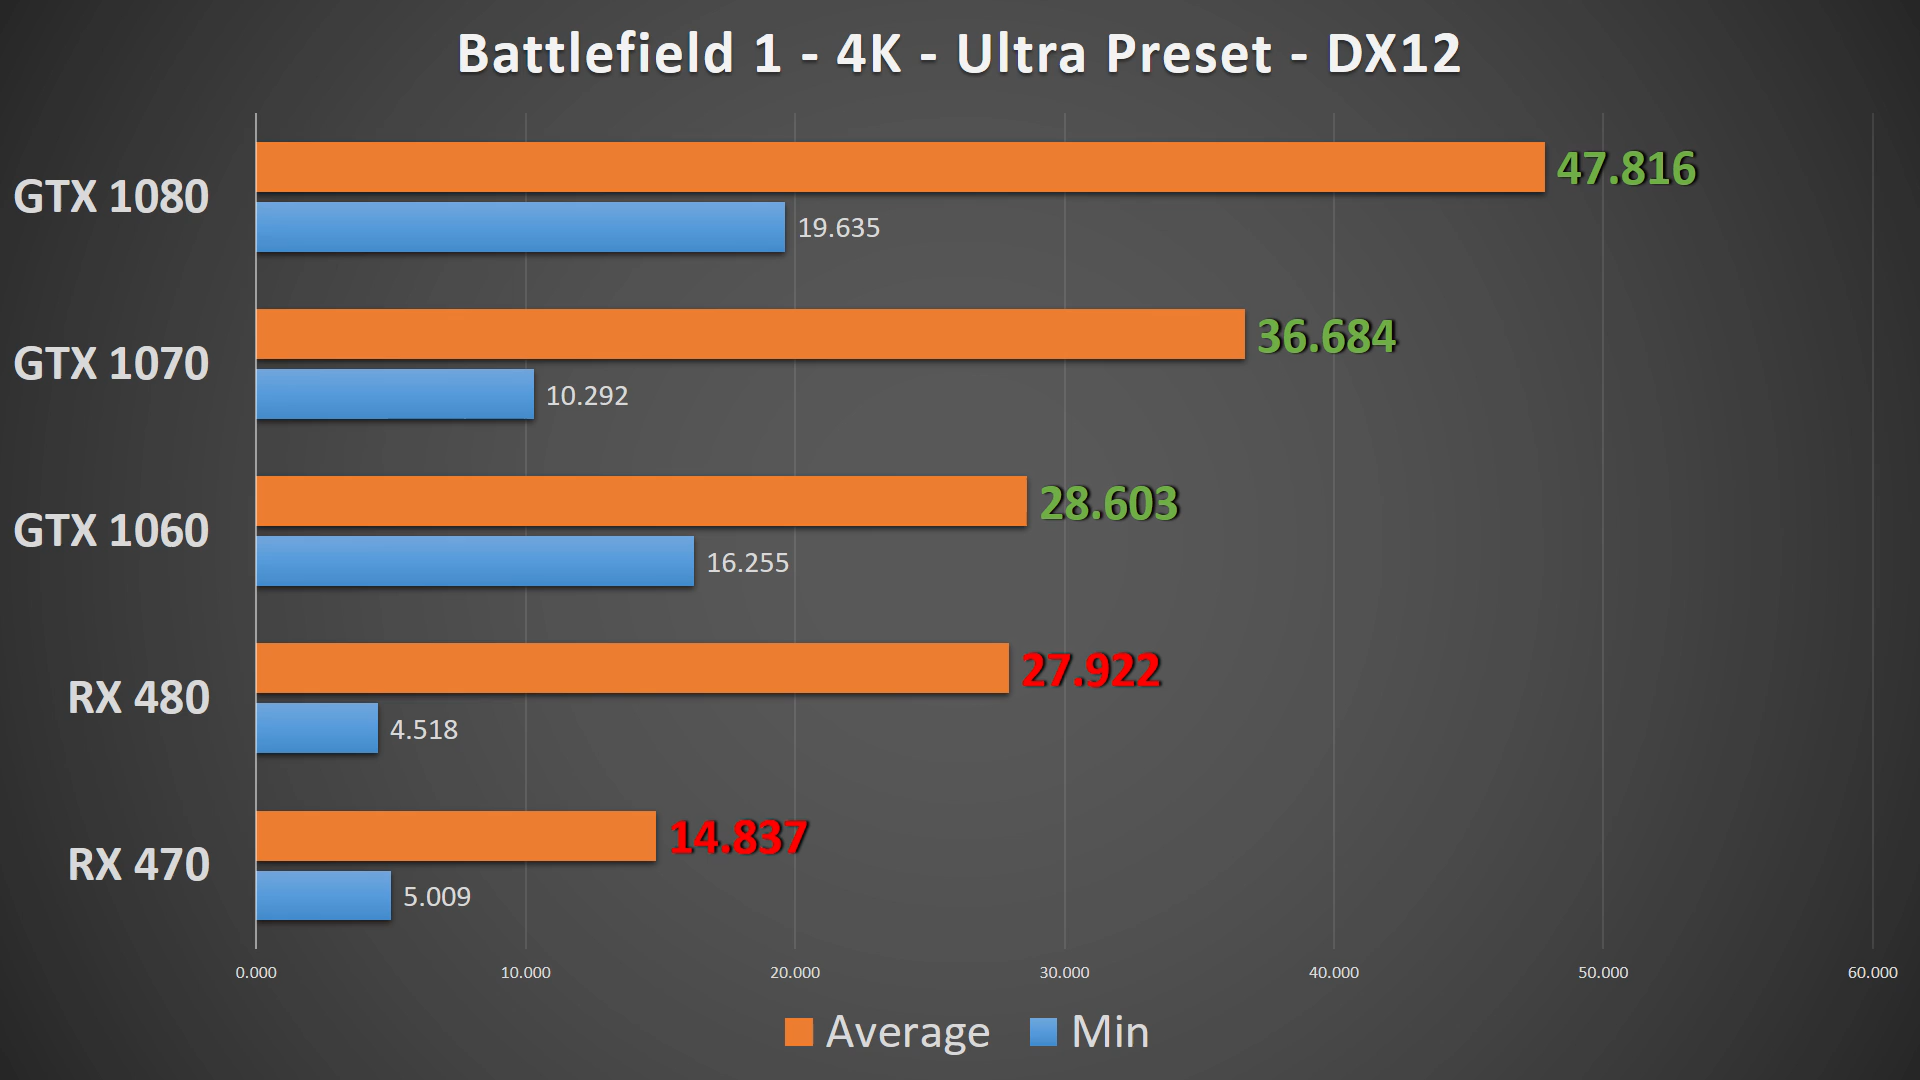 Battlefield 1 - 4K - Ultra Preset - DX12
GTX 1080
47.816
19.635
GTX 1070
36.684
10.292
GTX 1060
28.603
16.255
RX 480
27.922
4.518
RX 470
14.837
5.009
0.000 10.000 20.000 30.000 40.000 50.000 60.000
Average Min